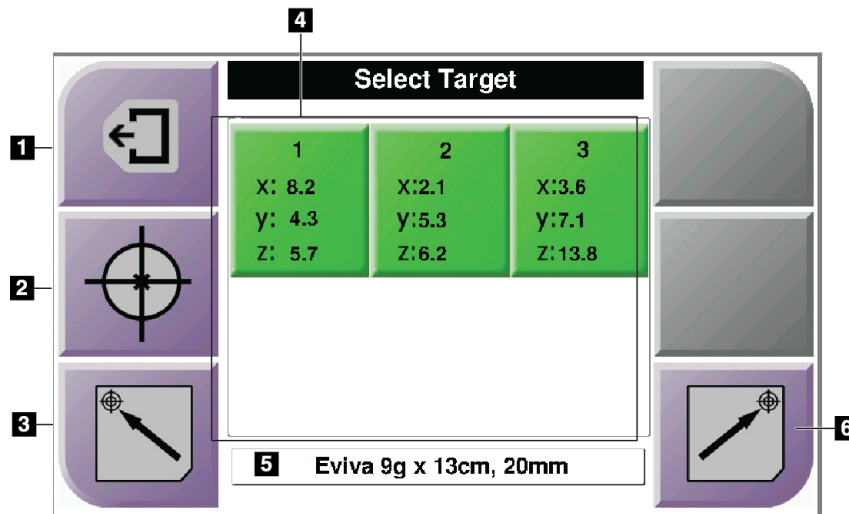 4
Select Target
1
1 2 3
x: 8.2 x:2.1 x:3.6
y: 4.3 y:5.3 y:7.1
z: 5.7 z:6.2 z:13.8
2
3
6
5 Eviva 9g x 13cm, 20mm